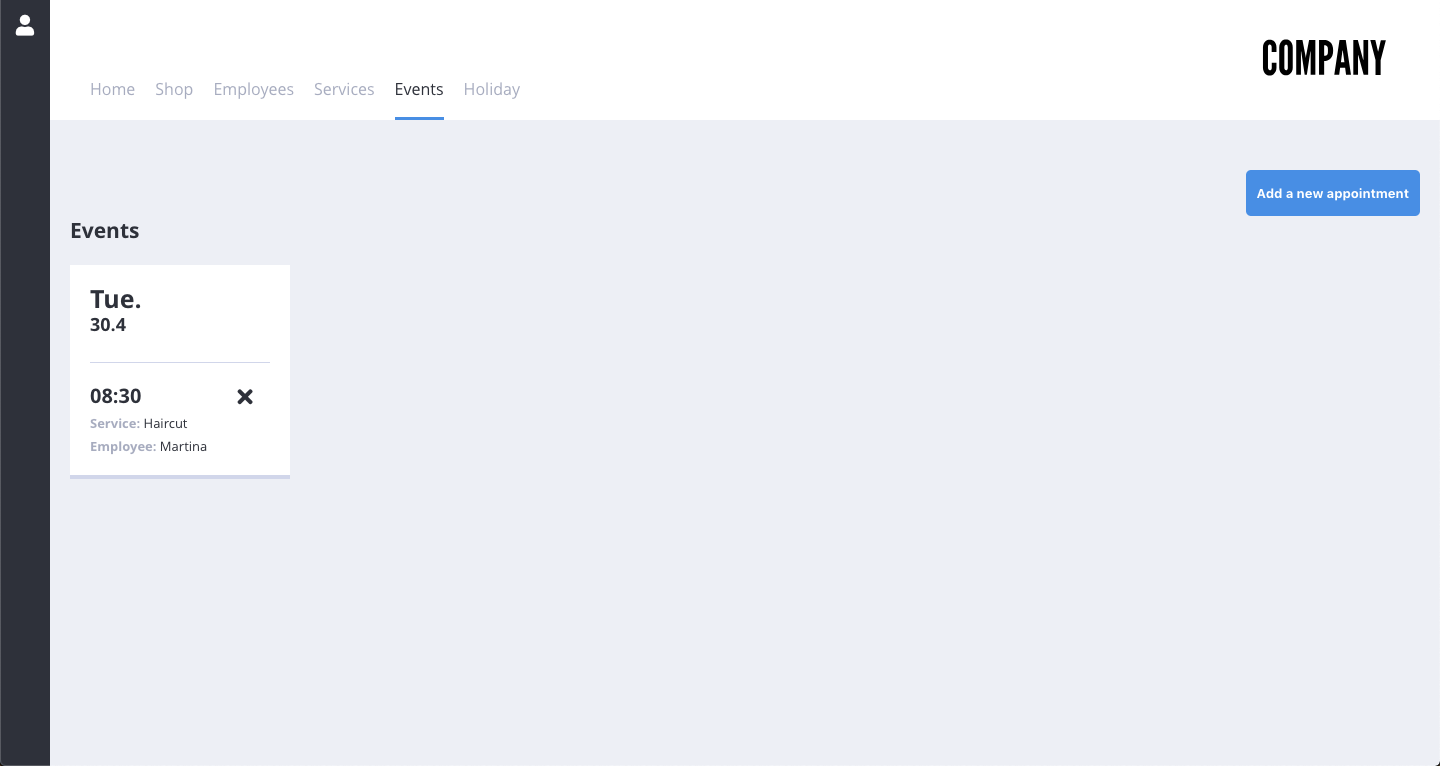 COMPANY
Home Shop Employees Services Events Holiday
Add a new appointment
Events
Tue.
30.4
08:30
Service: Haircut
Employee: Martina